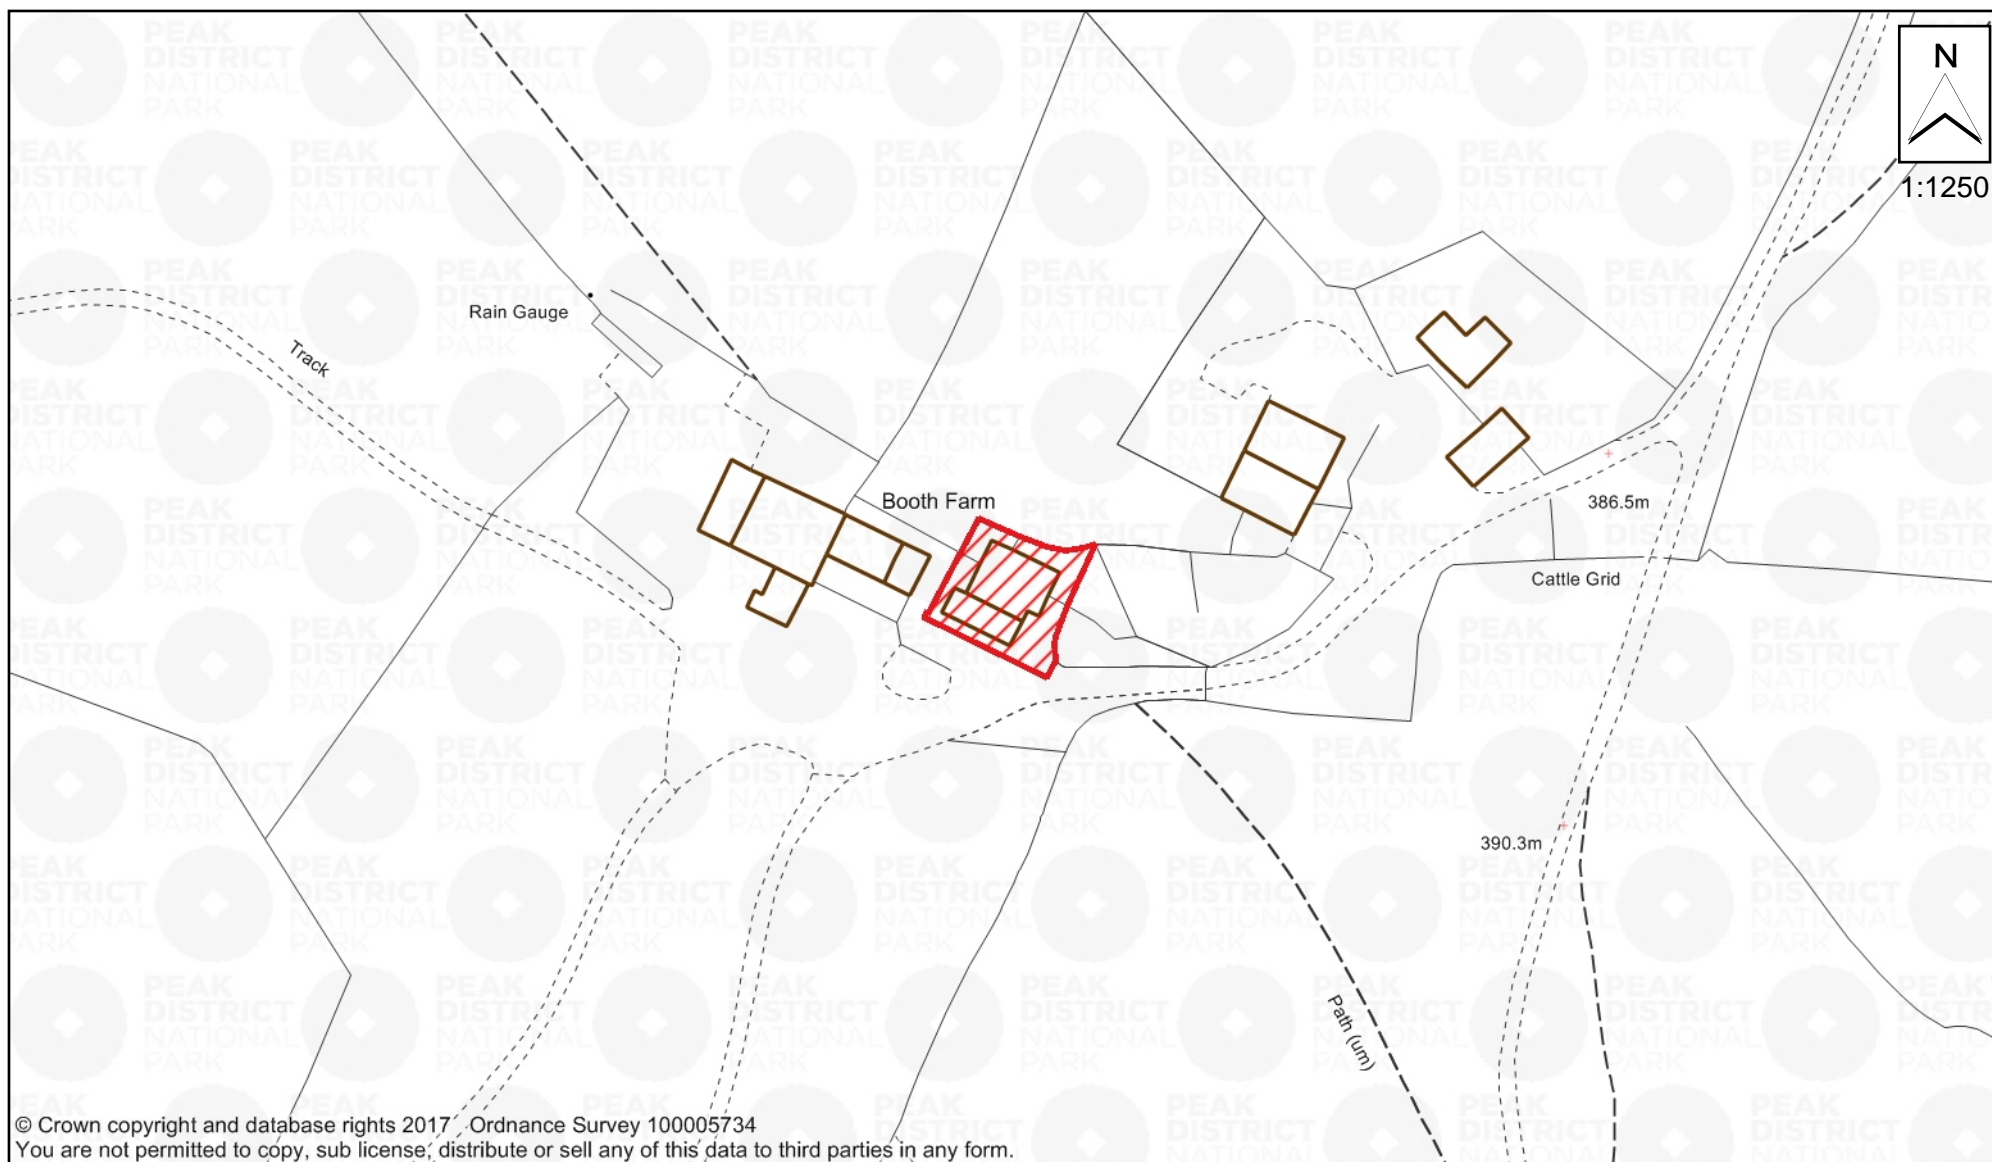 N
1:1250
Rain Gauge
Track
Booth Farm
386.5m
Cattle Grid
390.3m
Path (um)
© Crown copyright and database rights 2017 Ordnance Survey 100005734
You are not permitted to copy, sub license, distribute or sell any of this data to third parties in any form.
PEAK
DISTRICT
NATIONAL
PARK